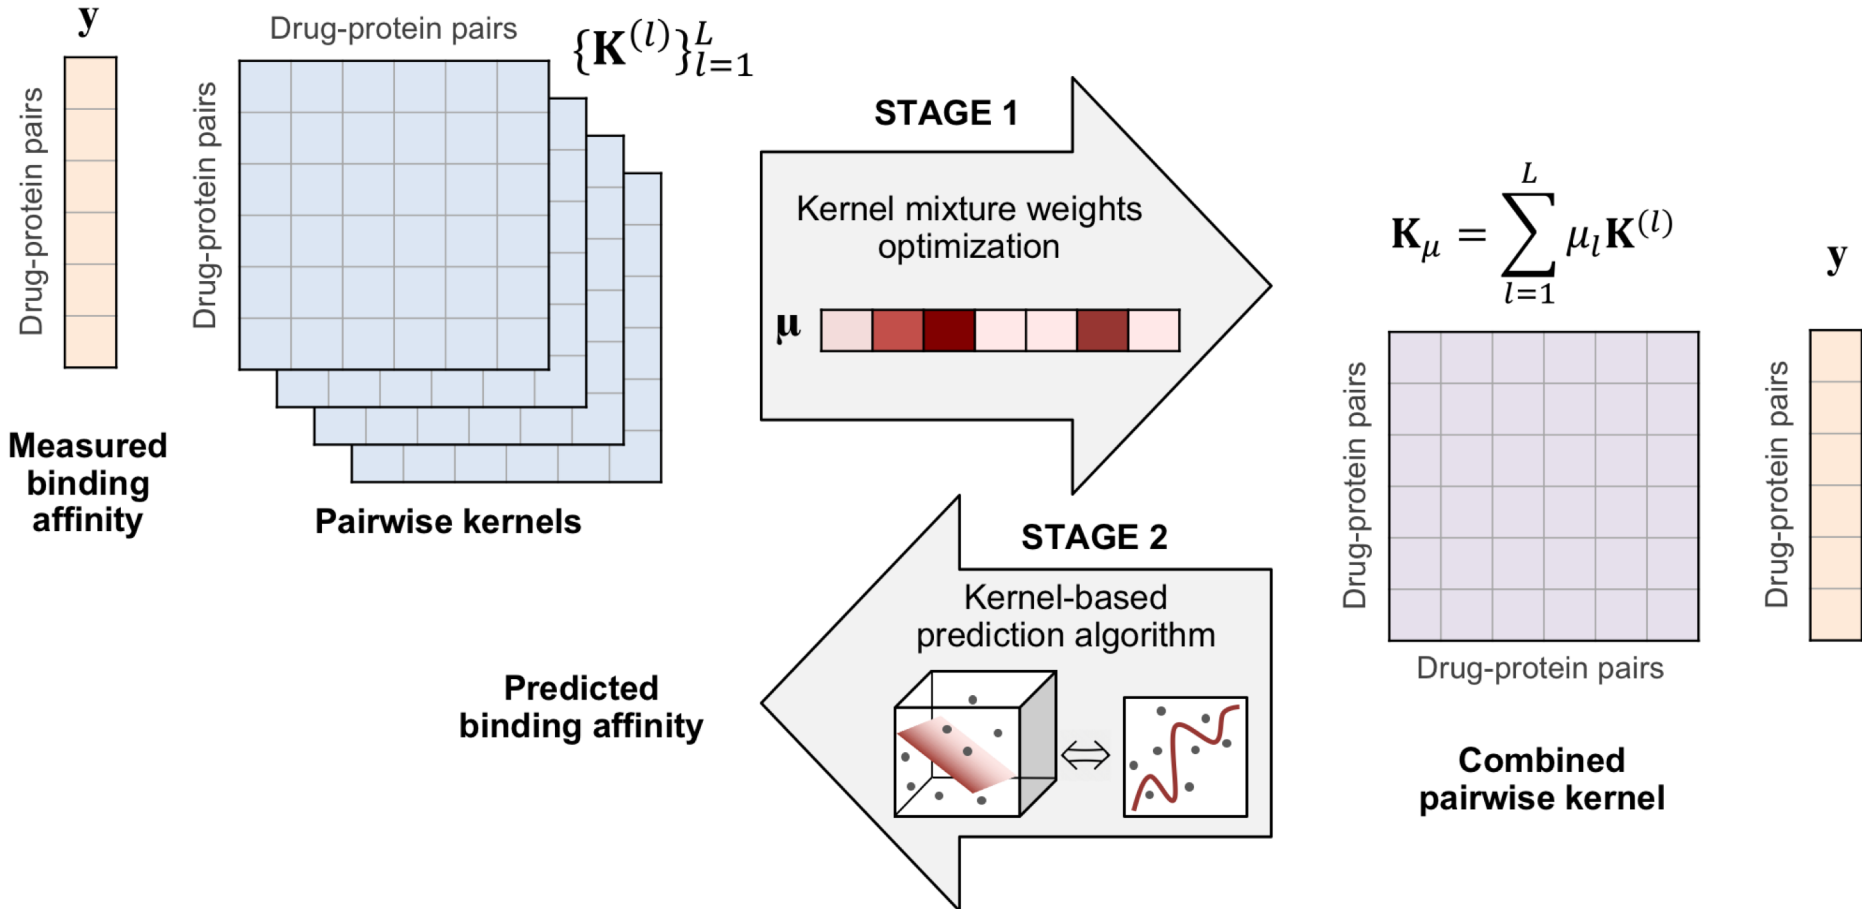 y
Drug-protein pairs
Drug-protein pairs
Drug-protein pairs
{K^{(l)}}_{l=1}^{L}
Measured
binding
affinity
Pairwise kernels
STAGE 1
Kernel mixture weights
optimization
μ
K_μ = \sum_{l=1}^{L} μ_l K^{(l)}
y
Drug-protein pairs
Drug-protein pairs
Drug-protein pairs
Combined
pairwise kernel
STAGE 2
Kernel-based
prediction algorithm
⇔
Predicted
binding affinity